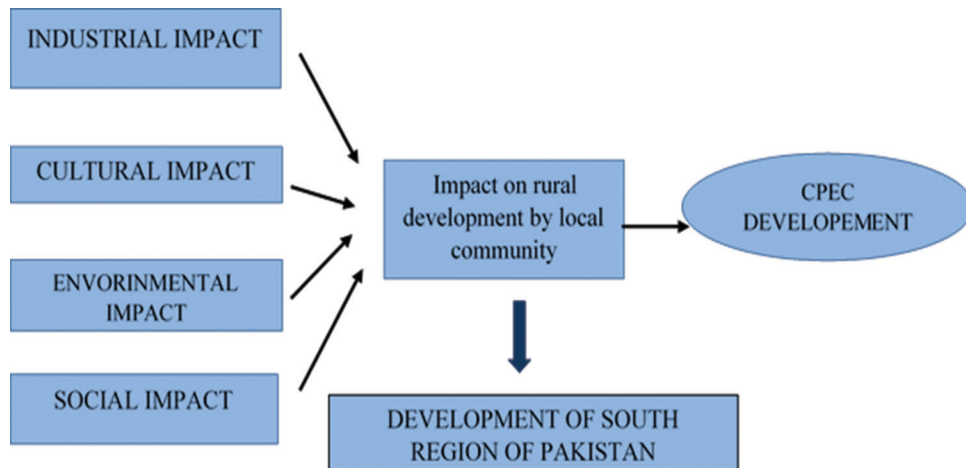 INDUSTRIAL IMPACT
CULTURAL IMPACT
ENVORINMENTAL
IMPACT
SOCIAL IMPACT
Impact on rural
development by local
community
CPEC
DEVELOPEMENT
DEVELOPMENT OF SOUTH
REGION OF PAKISTAN